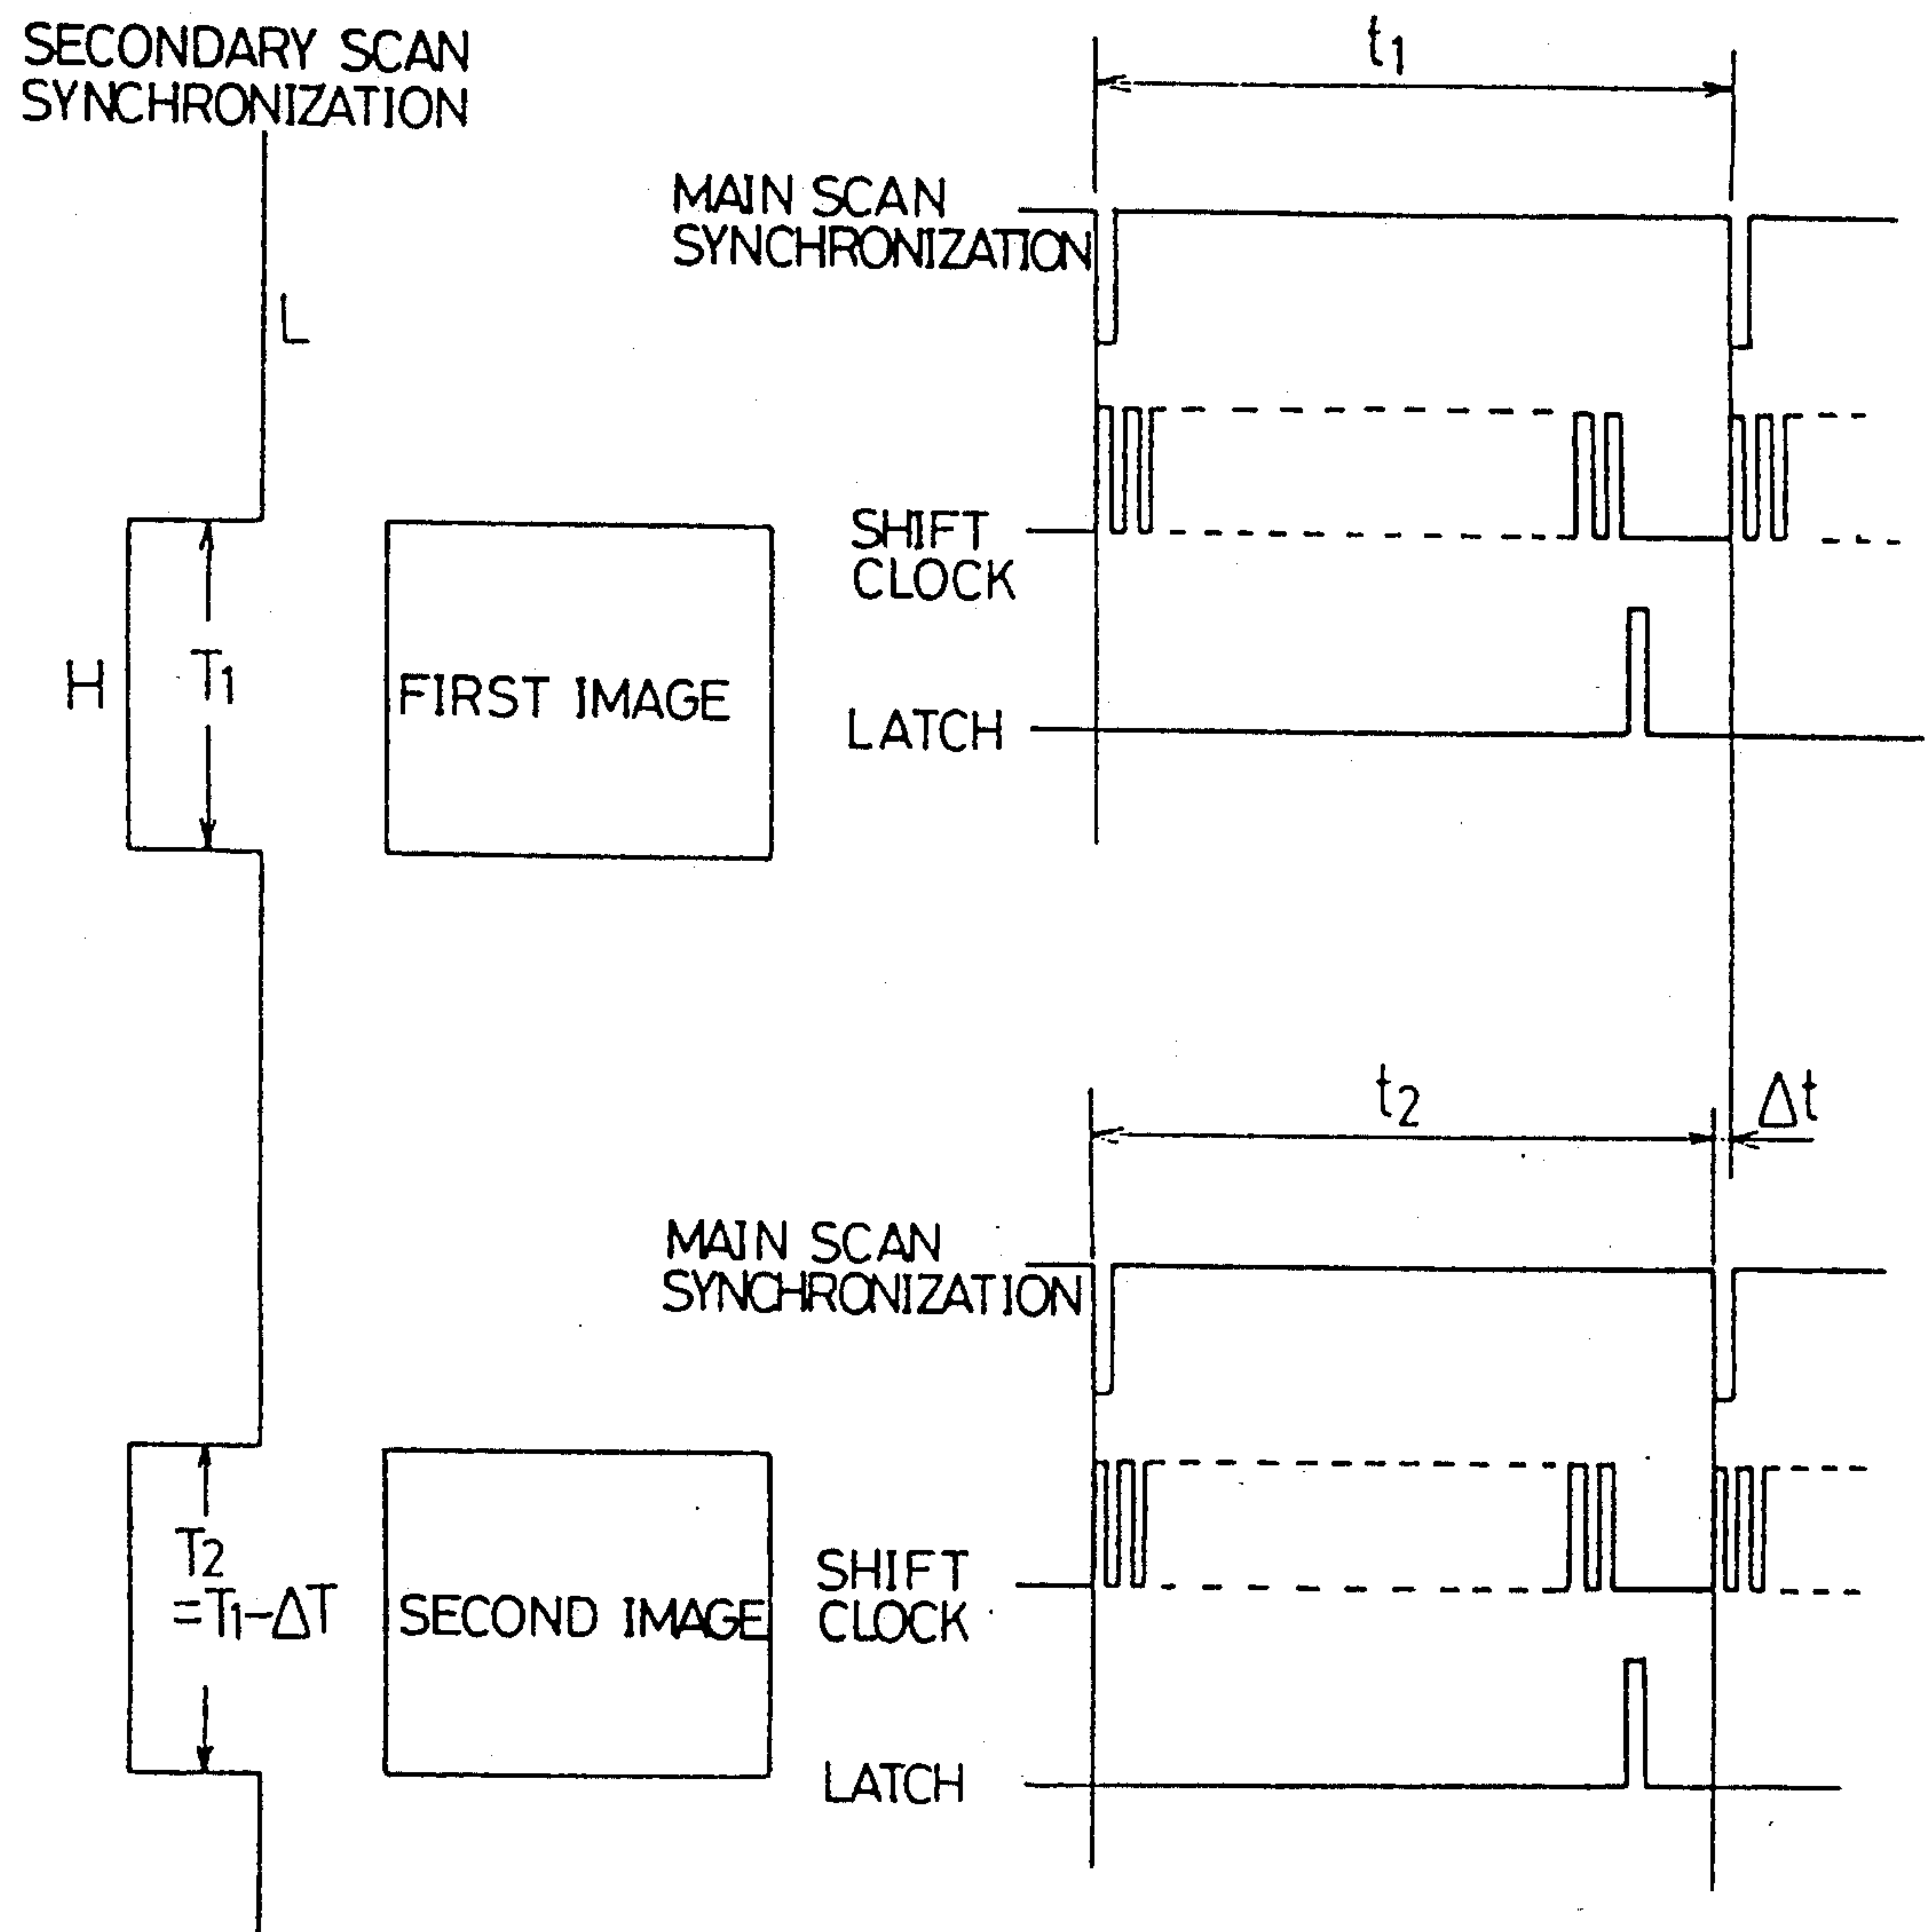 SECONDARY SCAN
SYNCHRONIZATION
L
H
T1
FIRST IMAGE
t1
MAIN SCAN
SYNCHRONIZATION
SHIFT
CLOCK
LATCH
t2
Δt
MAIN SCAN
SYNCHRONIZATION
T2
=T1-ΔT
SECOND IMAGE
SHIFT
CLOCK
LATCH